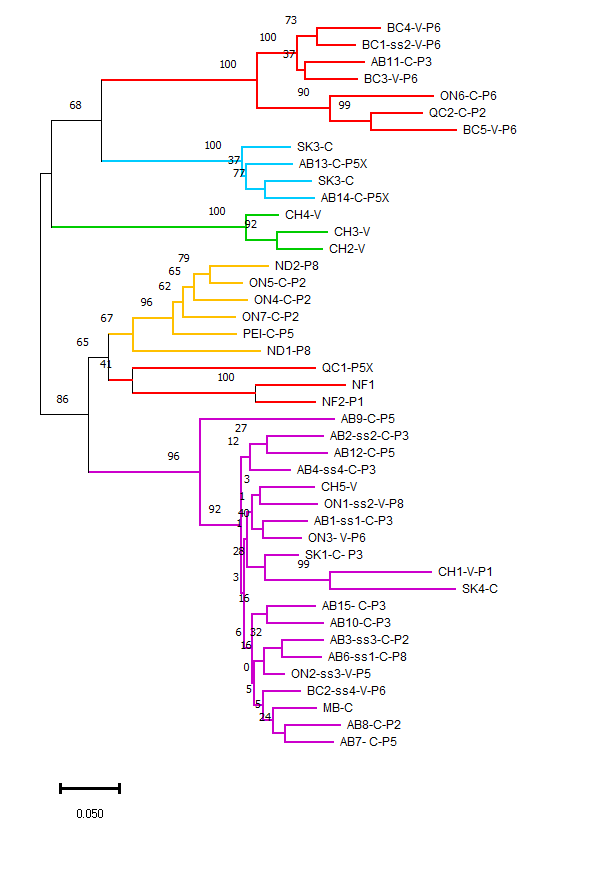 73
BC4-V-P6
100
BC1-ss2-V-P6
37
AB11-C-P3
100
BC3-V-P6
90
ON6-C-P6
99
QC2-C-P2
68
BC5-V-P6
100
SK3-C
37
AB13-C-P5X
77
SK3-C
AB14-C-P5X
100
CH4-V
92
CH3-V
CH2-V
79
ND2-P8
65
ON5-C-P2
62
ON4-C-P2
96
ON7-C-P2
67
PEI-C-P5
65
ND1-P8
41
QC1-P5X
100
NF1
86
NF2-P1
AB9-C-P5
27
AB2-ss2-C-P3
12
AB12-C-P5
96
AB4-ss4-C-P3
3
CH5-V
1
ON1-ss2-V-P8
92
40
AB1-ss1-C-P3
1
ON3- V-P6
28
SK1-C- P3
99
CH1-V-P1
3
SK4-C
16
AB15- C-P3
AB10-C-P3
6
32
AB3-ss3-C-P2
16
AB6-ss1-C-P8
0
ON2-ss3-V-P5
5
BC2-ss4-V-P6
5
MB-C
24
AB8-C-P2
AB7- C-P5
0.050